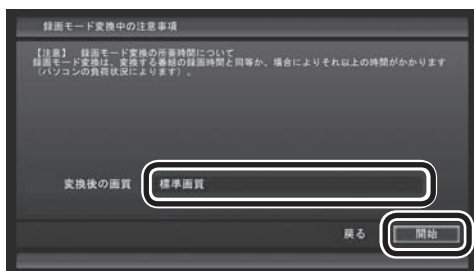 録画モード変換中の注意事項
【注意】 録画モード変換の所要時間について
録画モード変換は、変換する番組の録画時間と同等か、場合によりそれ以上の時間がかかります
（パソコンの負荷状況によります）。
変換後の画質 標準画質
戻る 開始